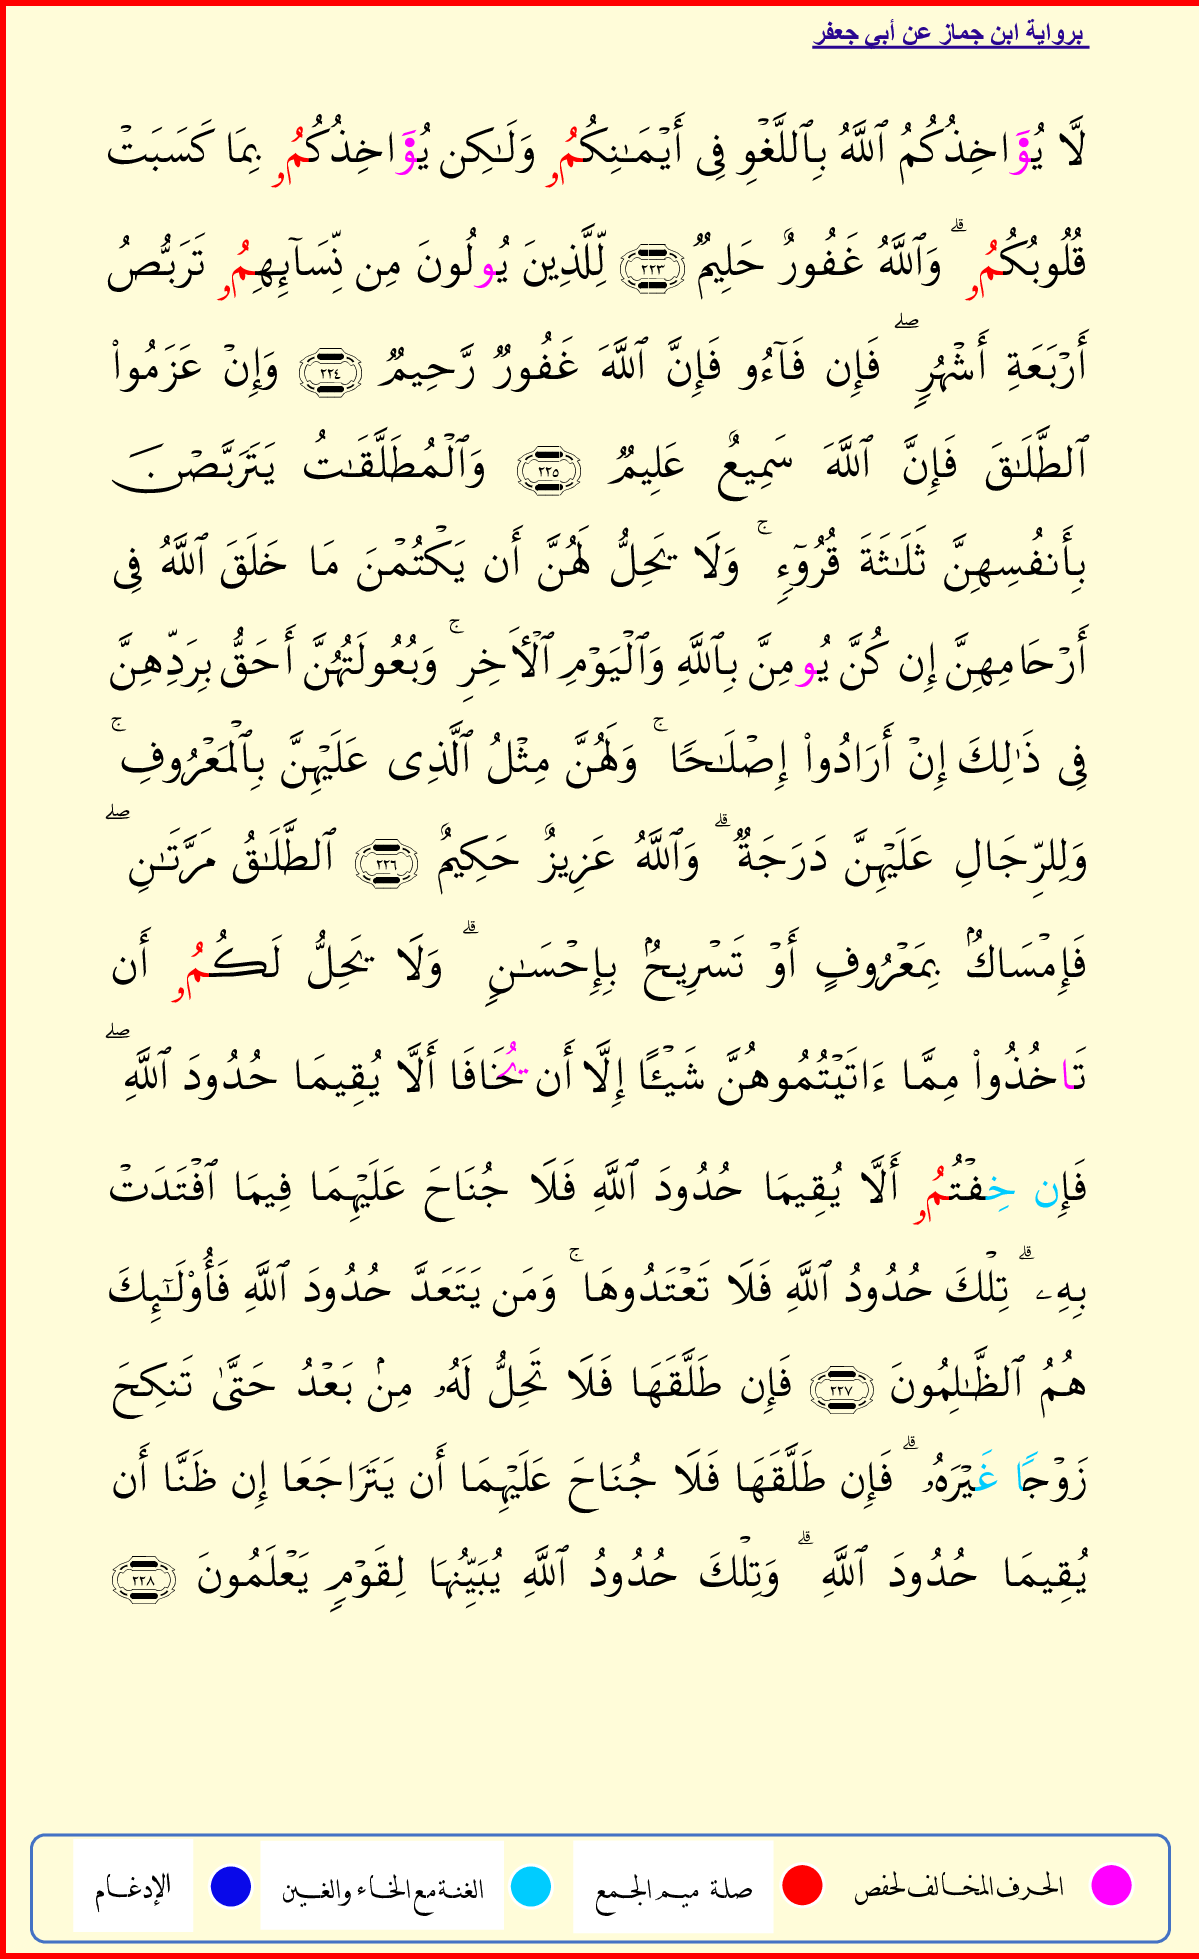 برواية ابن جماز عن أبي جعفر
لَّا يُوَ۬اخِذُكُمُ ٱللَّهُ بِٱللَّغۡوِ فِىٓ أَيۡمَـٰنِكُمُۥ وَلَـٰكِن يُوَ۬اخِذُكُمُۥ بِمَا كَسَبَتۡ
قُلُوبُكُمُۥ ۗ وَٱللَّهُ غَفُورٌ حَلِيمٌ ٢٢٣ لِّلَّذِينَ يُولُونَ مِن نِّسَآئِهِمُۥ تَرَبُّصُ
أَرۡبَعَةِ أَشۡهُرٍ ۖ فَإِن فَآءُو فَإِنَّ ٱللَّهَ غَفُورٌ رَّحِيمٌ ٢٢٤ وَإِنۡ عَزَمُوا۟
ٱلطَّلَـٰقَ فَإِنَّ ٱللَّهَ سَمِيعٌ عَلِيمٌ ٢٢٥ وَٱلۡمُطَلَّقَـٰتُ يَتَرَبَّصۡنَ
بِأَنفُسِهِنَّ ثَلَـٰثَةَ قُرُوٓءٍ ۚ وَلَا يَحِلُّ لَهُنَّ أَن يَكۡتُمۡنَ مَا خَلَقَ ٱللَّهُ فِى
أَرۡحَامِهِنَّ إِن كُنَّ يُومِنَّ بِٱللَّهِ وَٱلۡيَوۡمِ ٱلۡأَخِرِ ۚ وَبُعُولَتُهُنَّ أَحَقُّ بِرَدِّهِنَّ
فِى ذَٰلِكَ إِنۡ أَرَادُوا۟ إِصۡلَـٰحًا ۚ وَلَهُنَّ مِثۡلُ ٱلَّذِى عَلَيۡهِنَّ بِٱلۡمَعۡرُوفِ ۚ
وَلِلرِّجَالِ عَلَيۡهِنَّ دَرَجَةٌ ۗ وَٱللَّهُ عَزِيزٌ حَكِيمٌ ٢٢٦ ٱلطَّلَـٰقُ مَرَّتَـٰنِ ۖ
فَإِمۡسَاكٌۢ بِمَعۡرُوفٍ أَوۡ تَسۡرِيحٌۢ بِإِحۡسَـٰنٍ ۗ وَلَا يَحِلُّ لَكُمُۥ أَن
تَاخُذُوا۟ مِمَّا ءَاتَيۡتُمُوهُنَّ شَيۡـًٔا إِلَّا أَن يُخَافَا أَلَّا يُقِيمَا حُدُودَ ٱللَّهِ ۖ
فَإِن خِفۡتُمُۥ أَلَّا يُقِيمَا حُدُودَ ٱللَّهِ فَلَا جُنَاحَ عَلَيۡهِمَا فِيمَا ٱفۡتَدَتۡ
بِهِۦ ۗ تِلۡكَ حُدُودُ ٱللَّهِ فَلَا تَعۡتَدُوهَا ۚ وَمَن يَتَعَدَّ حُدُودَ ٱللَّهِ فَأُو۟لَـٰٓئِكَ
هُمُ ٱلظَّـٰلِمُونَ ٢٢٧ فَإِن طَلَّقَهَا فَلَا تَحِلُّ لَهُۥ مِنۢ بَعۡدُ حَتَّىٰ تَنكِحَ
زَوۡجًا غَيۡرَهُۥ ۗ فَإِن طَلَّقَهَا فَلَا جُنَاحَ عَلَيۡهِمَا أَن يَتَرَاجَعَا إِن ظَنَّا أَن
يُقِيمَا حُدُودَ ٱللَّهِ ۗ وَتِلۡكَ حُدُودُ ٱللَّهِ يُبَيِّنُهَا لِقَوۡمٍ يَعۡلَمُونَ ٢٢٨
الحرف المخالف لحفص صلة ميم الجمع الغنة مع الخاء والغين الإدغام